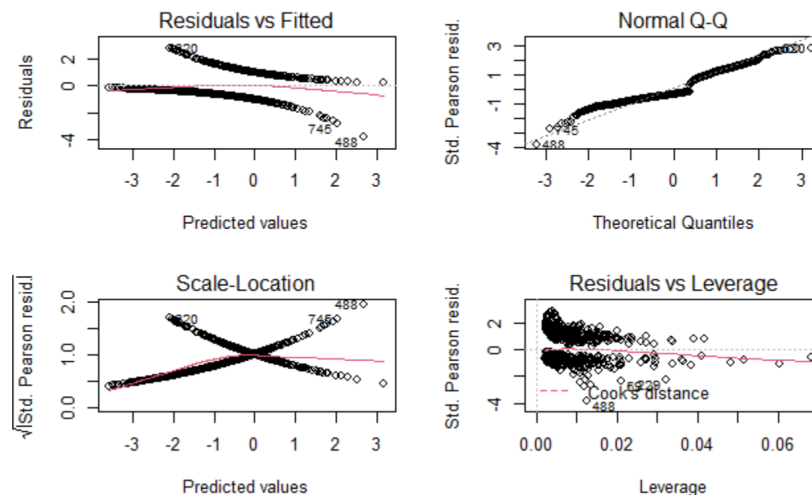 Residuals vs Fitted
Residuals
2
0
-4
320
745
488
-3 -2 -1 0 1 2 3
Predicted values
Normal Q-Q
Std. Pearson resid.
3
1
-1
-4
745
488
-3 -2 -1 0 1 2 3
Theoretical Quantiles
Scale-Location
√|Std. Pearson resid.|
2.0
1.0
0.0
320
745
488
-3 -2 -1 0 1 2 3
Predicted values
Residuals vs Leverage
Std. Pearson resid.
2
0
-4
229
Cook's distance
488
0.00 0.02 0.04 0.06
Leverage